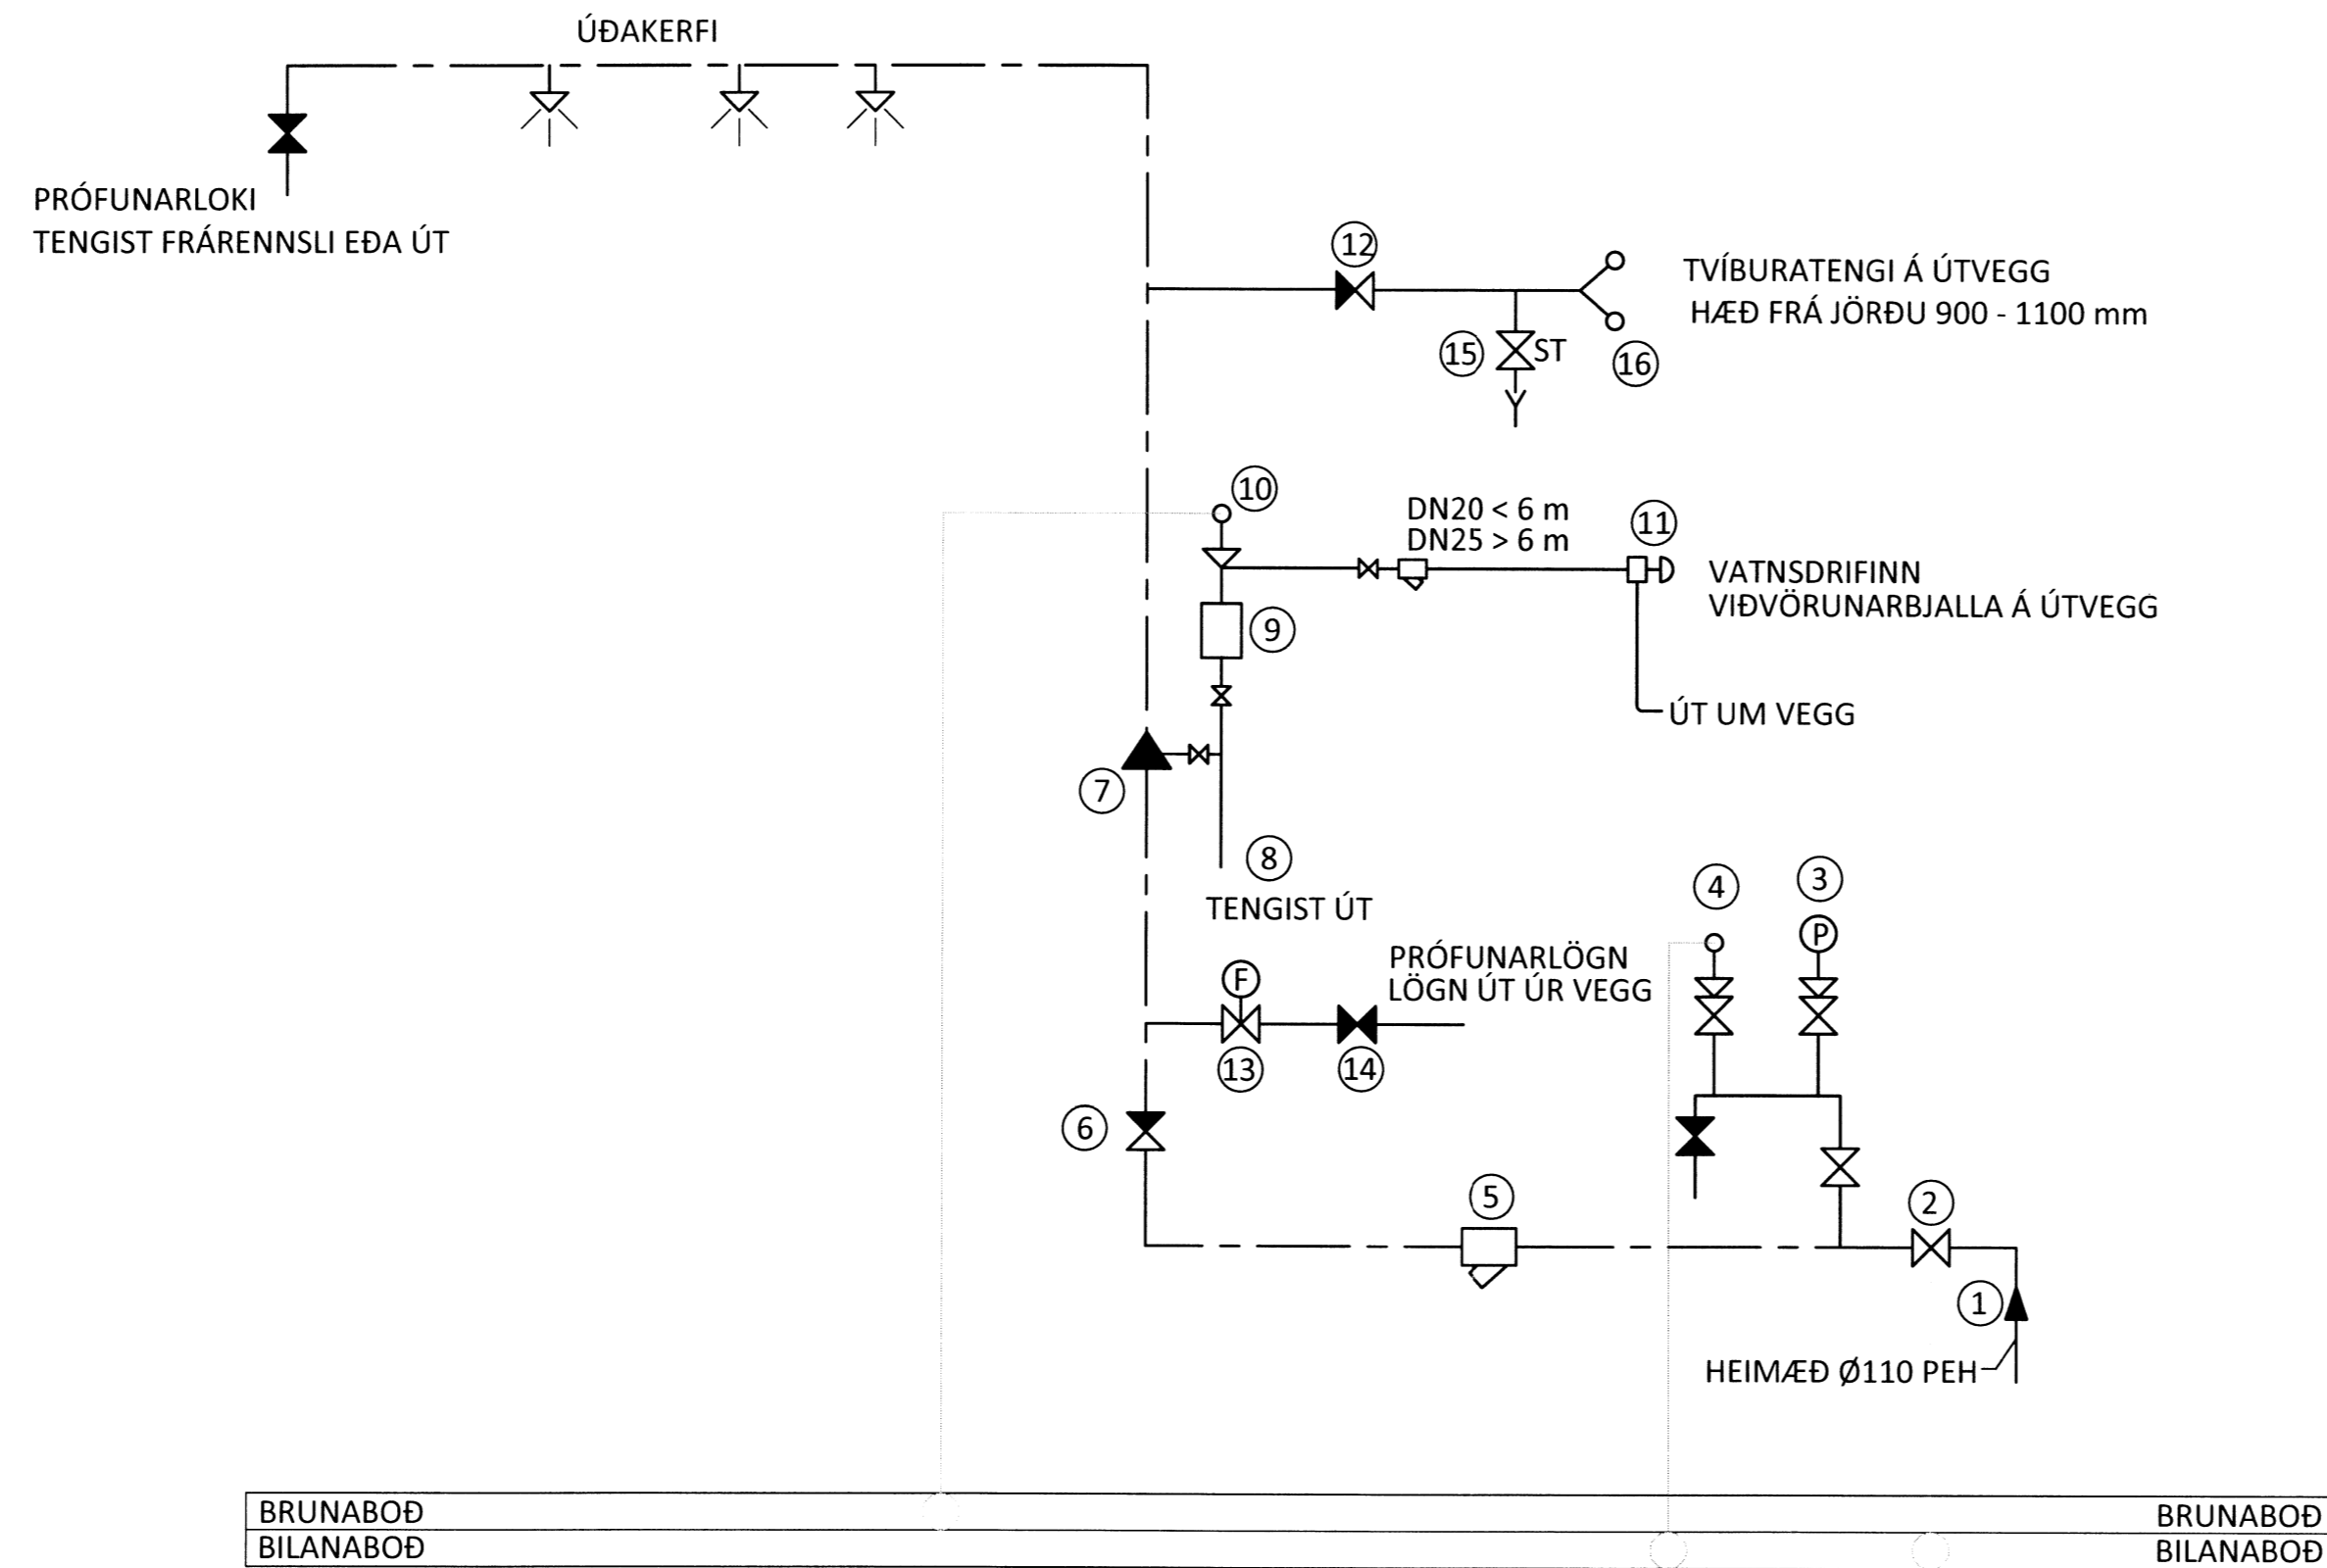 ÚÐAKERFI
PRÓFUNARLOKI
TENGIST FRÁRENNSLI EÐA ÚT
12
TVÍBURATENGI Á ÚTVEGG
HÆÐ FRÁ JÖRÐU 900 - 1100 mm
15
ST
16
10
DN20 < 6 m
DN25 > 6 m
11
VATNSDRIFINN
VIÐVÖRUNARBJALLA Á ÚTVEGG
9
ÚT UM VEGG
7
8
TENGIST ÚT
4
3
P
PRÓFUNARLÖGN
LÖGN ÚT ÚR VEGG
F
13
14
6
5
2
1
HEIMÆÐ Ø110 PEH
BRUNABOÐ
BRUNABOÐ
BILANABOÐ
BILANABOÐ